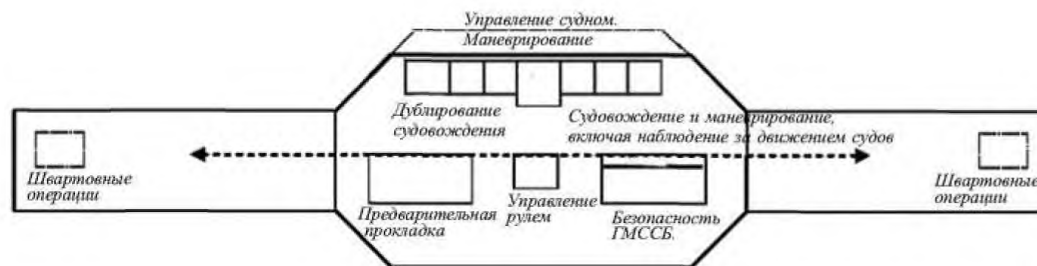 Управление судном.
Маневрирование
Дублирование
судовождения
Судовождение и маневрирование,
включая наблюдение за движением судов
Швартовные
операции
Предварительная
прокладка
Управление
рулем
Безопасность
ГМССБ.
Швартовные
операции